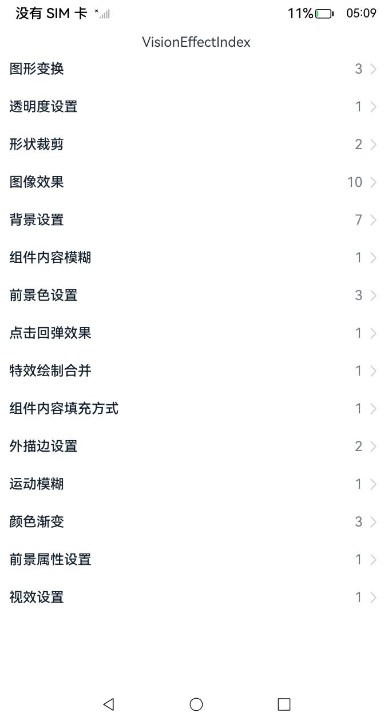 没有 SIM 卡 11% 05:09
VisionEffectIndex
图形变换 3
透明度设置 1
形状裁剪 2
图像效果 10
背景设置 7
组件内容模糊 1
前景色设置 3
点击回弹效果 1
特效绘制合并 1
组件内容填充方式 1
外描边设置 2
运动模糊 1
颜色渐变 3
前景属性设置 1
视效设置 1